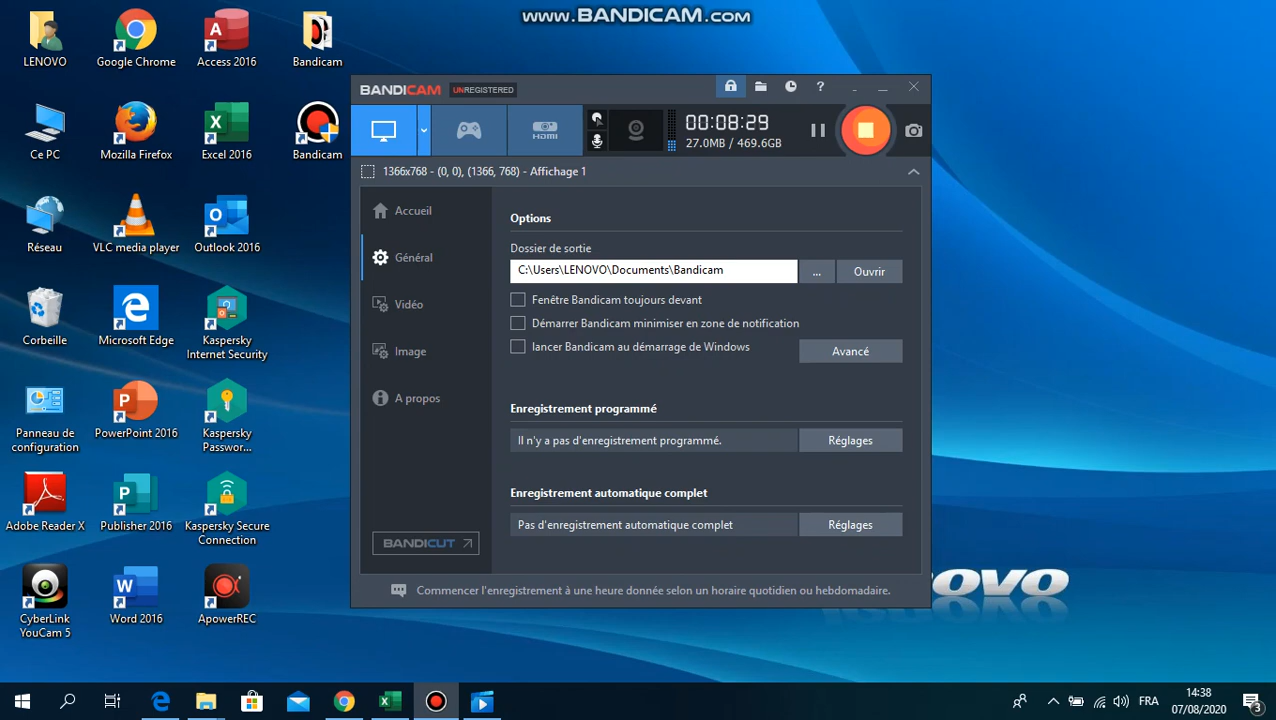 www.BANDICAM.com
LENOVO
Google Chrome
Access 2016
Bandicam
Ce PC
Mozilla Firefox
Excel 2016
Bandicam
Réseau
VLC media player
Outlook 2016
Corbeille
Microsoft Edge
Kaspersky
Internet Security
Panneau de
configuration
PowerPoint 2016
Kaspersky
Passwor...
Adobe Reader X
Publisher 2016
Kaspersky Secure
Connection
CyberLink
YouCam 5
Word 2016
ApowerREC
BANDICAM UNREGISTERED
HDMI
00:08:29
27.0MB / 469.6GB
1366x768 - (0, 0), (1366, 768) - Affichage 1
Accueil
Général
Vidéo
Image
A propos
BANDICUT
Options
Dossier de sortie
C:\Users\LENOVO\Documents\Bandicam
... Ouvrir
Fenêtre Bandicam toujours devant
Démarrer Bandicam minimiser en zone de notification
lancer Bandicam au démarrage de Windows
Avancé
Enregistrement programmé
Il n'y a pas d'enregistrement programmé.
Réglages
Enregistrement automatique complet
Pas d'enregistrement automatique complet
Réglages
Commencer l'enregistrement à une heure donnée selon un horaire quotidien ou hebdomadaire.
FRA
14:38
07/08/2020
3